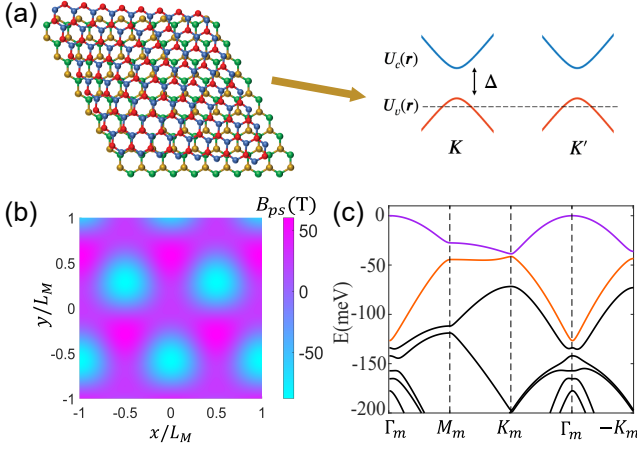 (a)
U_c(r)
Δ
U_v(r)
K K′
(b)
B_ps(T)
1
0.5
0
-0.5
-1
y/L_M
-1 -0.5 0 0.5 1
x/L_M
50
0
-50
(c)
0
-50
-100
-150
-200
E(meV)
Γ_m M_m K_m Γ_m −K_m